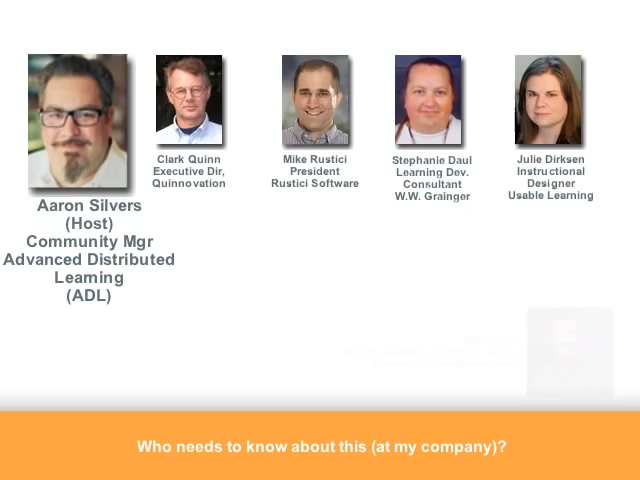 Aaron Silvers
(Host)
Community Mgr
Advanced Distributed
Learning
(ADL)
Clark Quinn
Executive Dir,
Quinnovation
Mike Rustici
President
Rustici Software
Stephanie Daul
Learning Dev.
Consultant
W.W. Grainger
Julie Dirksen
Instructional
Designer
Usable Learning
Who needs to know about this (at my company)?